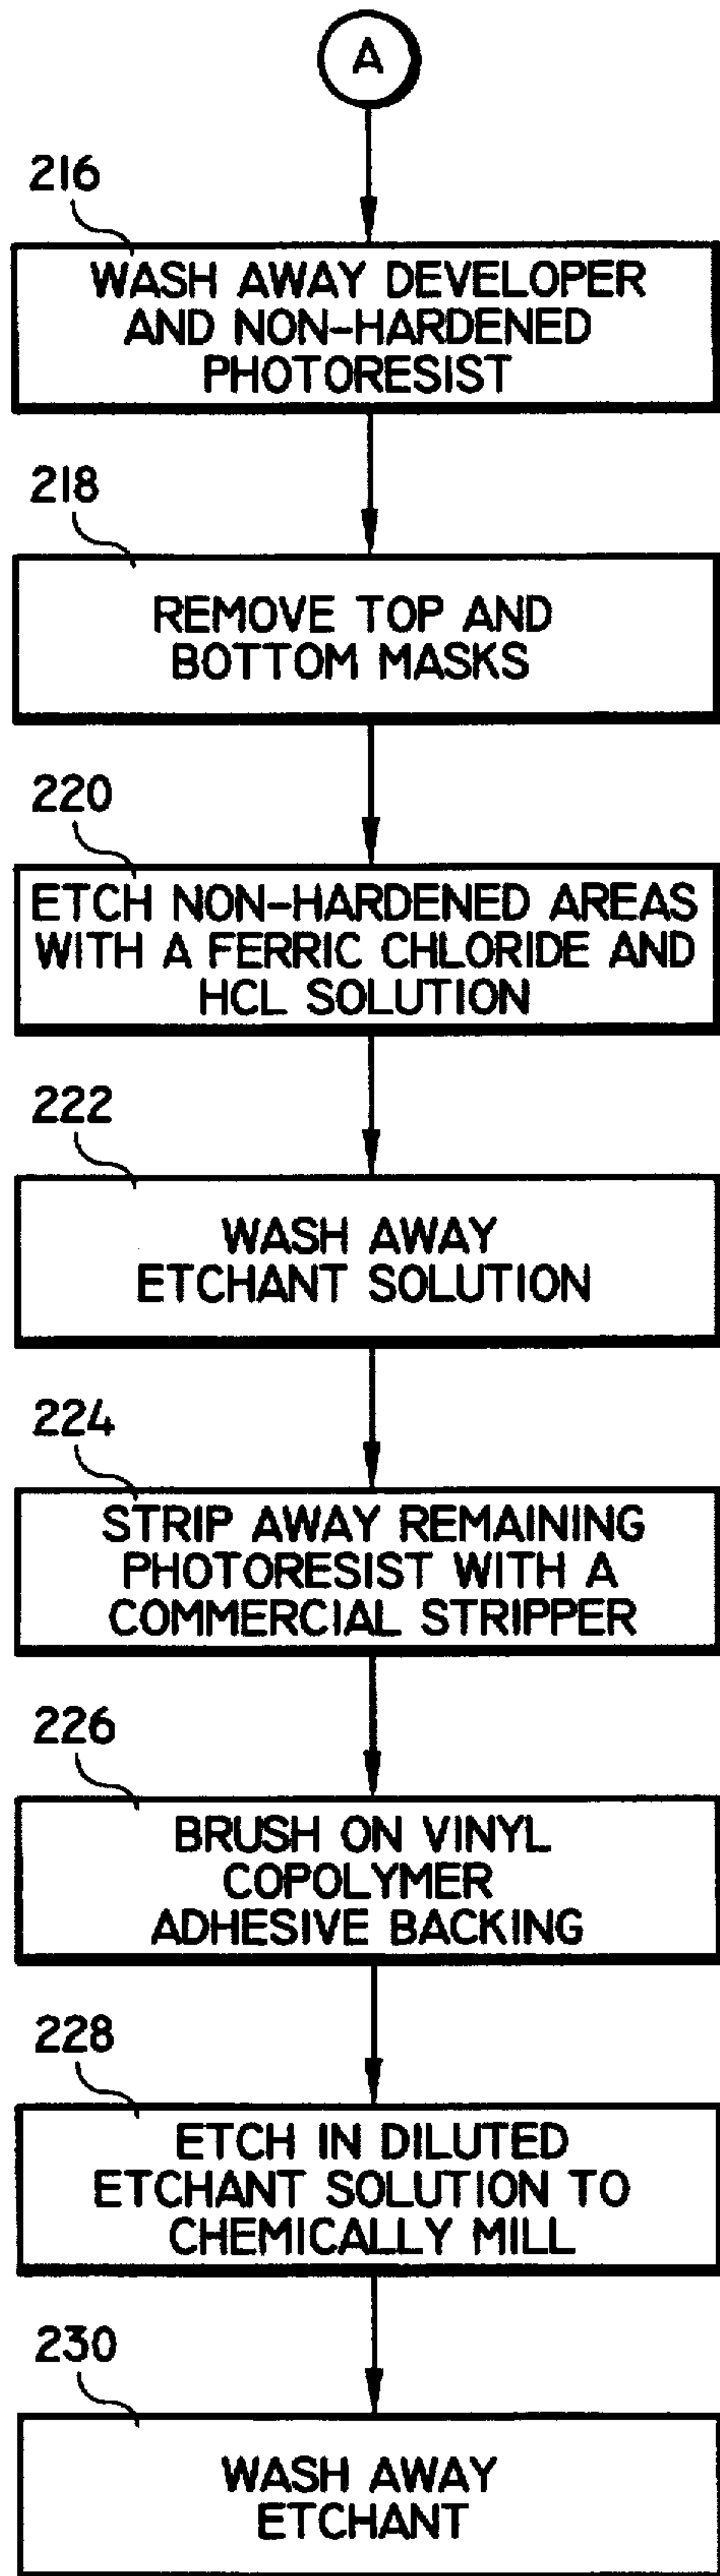 A
216
WASH AWAY DEVELOPER
AND NON-HARDENED
PHOTORESIST
218
REMOVE TOP AND
BOTTOM MASKS
220
ETCH NON-HARDENED AREAS
WITH A FERRIC CHLORIDE AND
HCL SOLUTION
222
WASH AWAY
ETCHANT SOLUTION
224
STRIP AWAY REMAINING
PHOTORESIST WITH A
COMMERCIAL STRIPPER
226
BRUSH ON VINYL
COPOLYMER
ADHESIVE BACKING
228
ETCH IN DILUTED
ETCHANT SOLUTION TO
CHEMICALLY MILL
230
WASH AWAY
ETCHANT